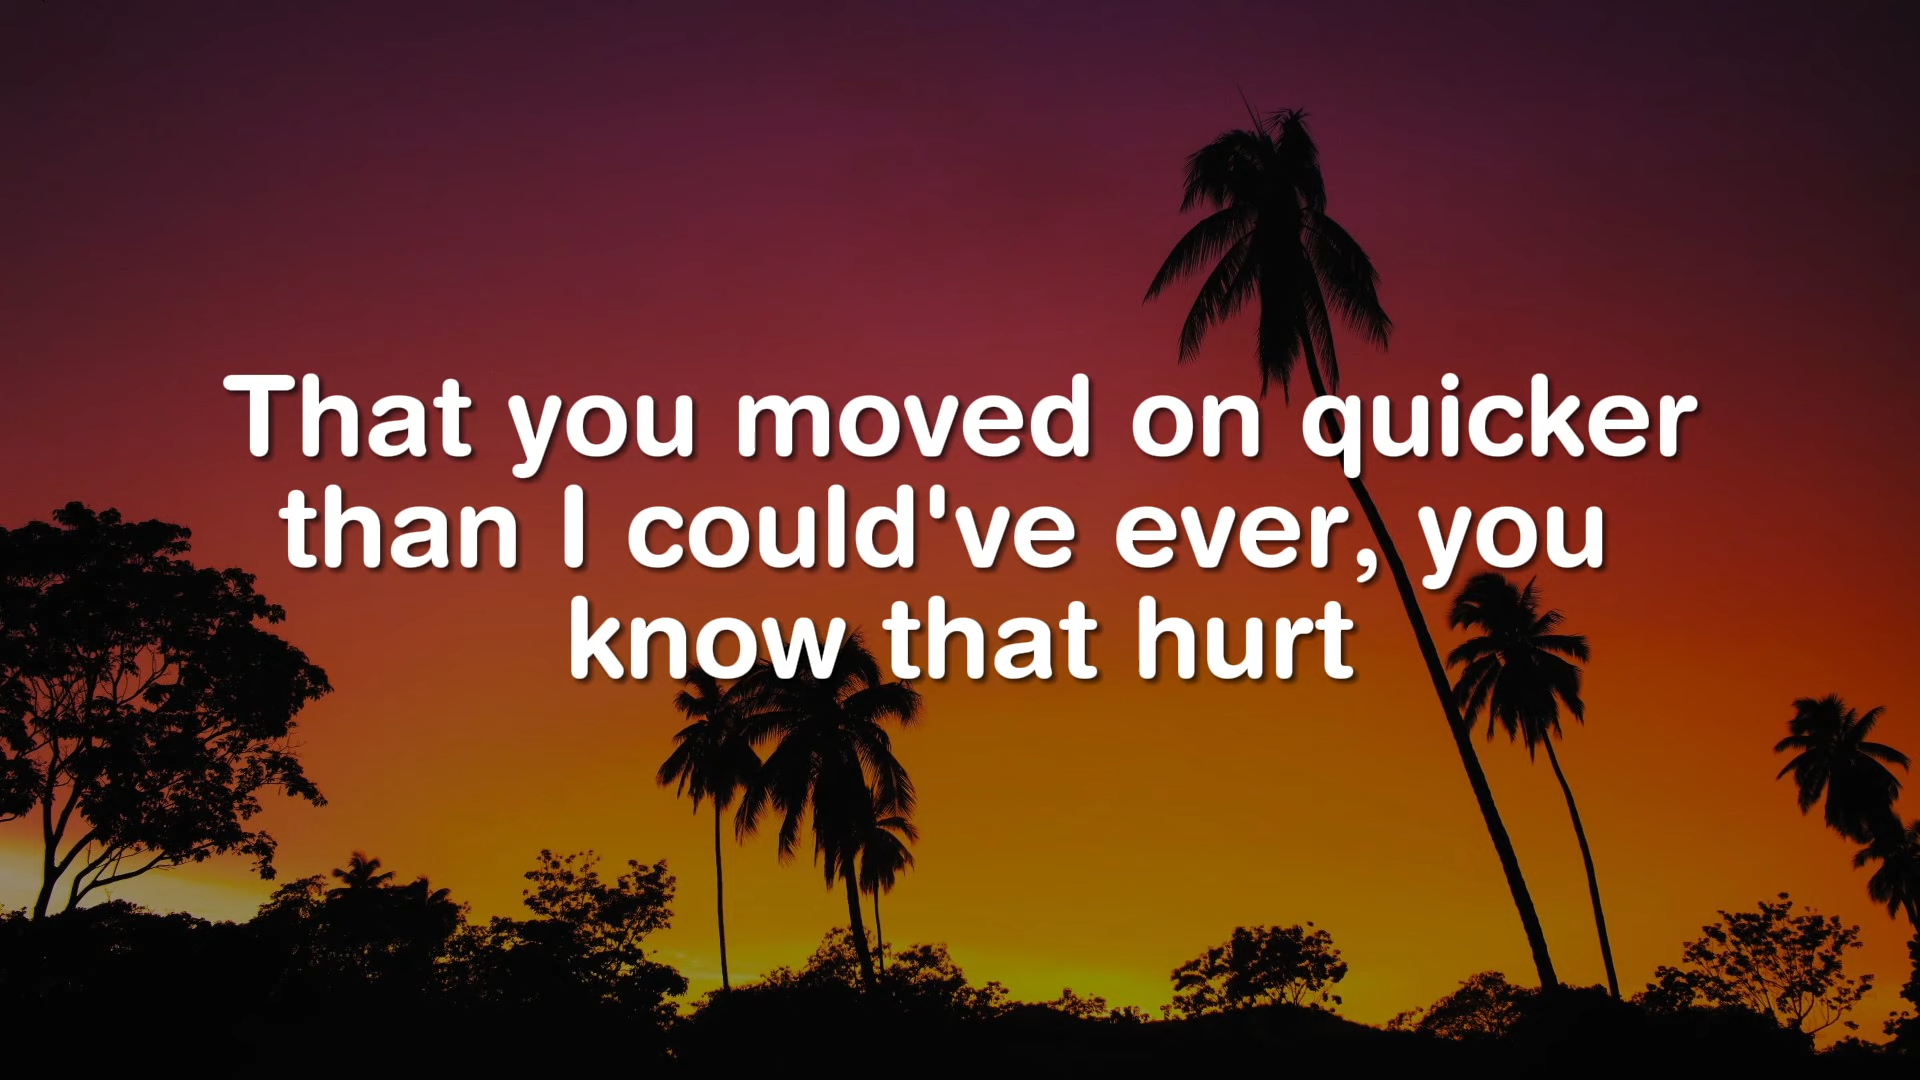 That you moved on quicker
than I could've ever, you
know that hurt